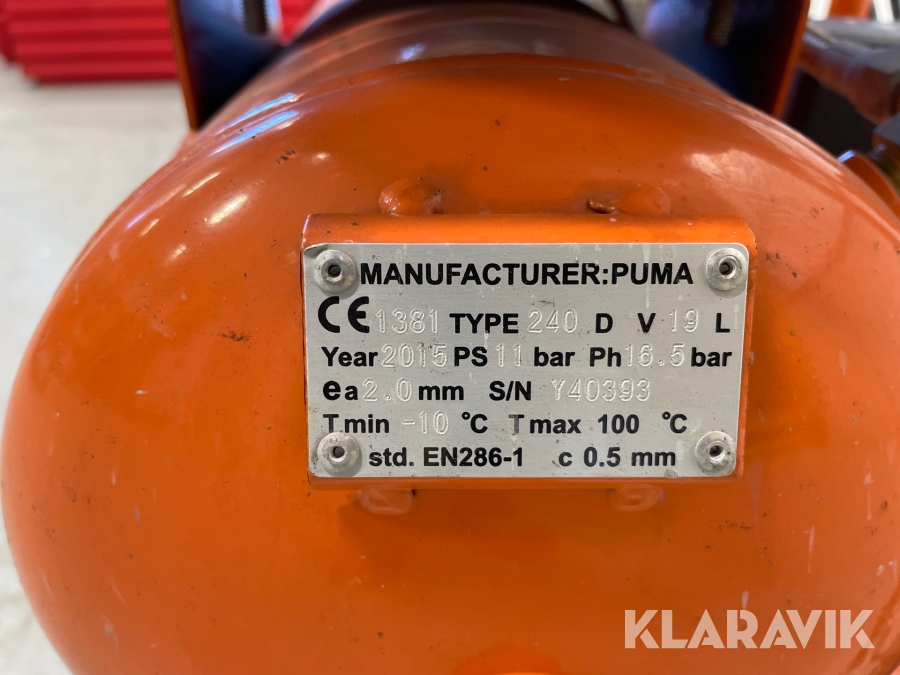 MANUFACTURER:PUMA
CE 1381 TYPE 240 D V 19 L
Year 2015 PS 11 bar Ph 16.5 bar
ea 2.0 mm S/N Y40393
Tmin -10 °C Tmax 100 °C
std. EN286-1 c 0.5 mm
KLARAVIK